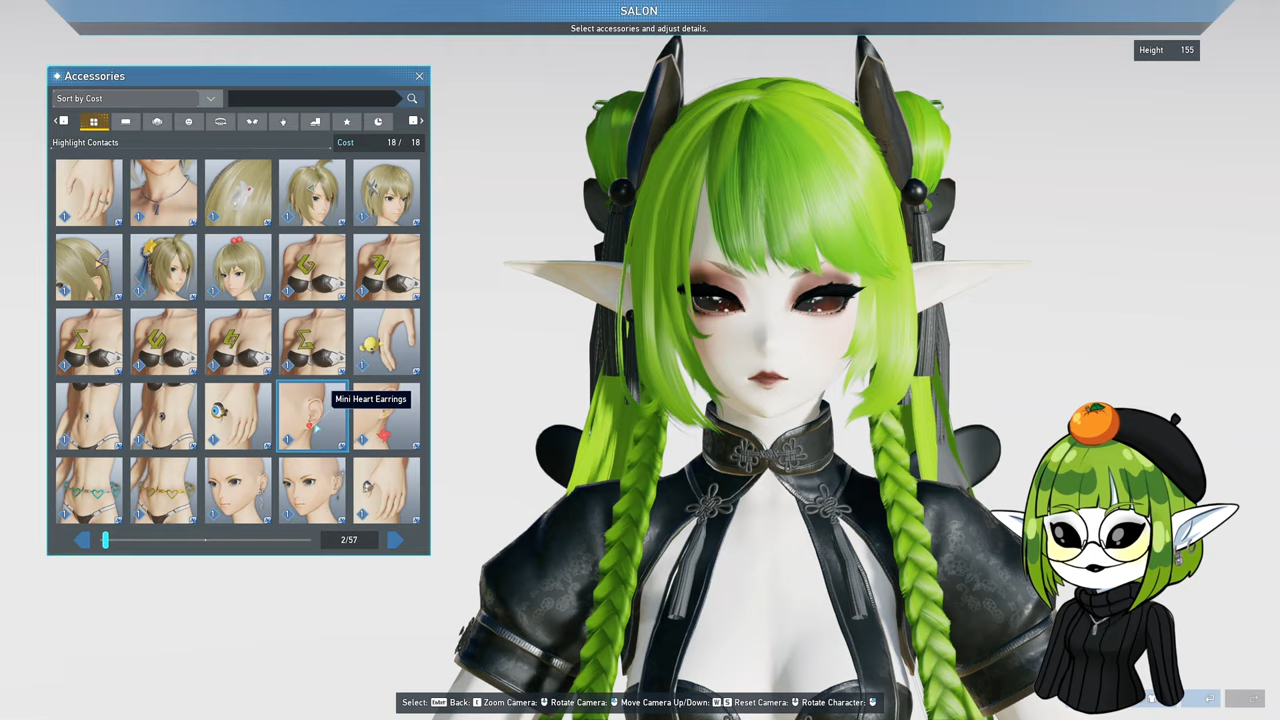 SALON
Select accessories and adjust details.
Height 155
Accessories
Sort by Cost
Highlight Contacts
Cost 18 / 18
Mini Heart Earrings
2/57
Select: Enter Back: E Zoom Camera: Rotate Camera: Move Camera Up/Down: W S Reset Camera: Rotate Character: